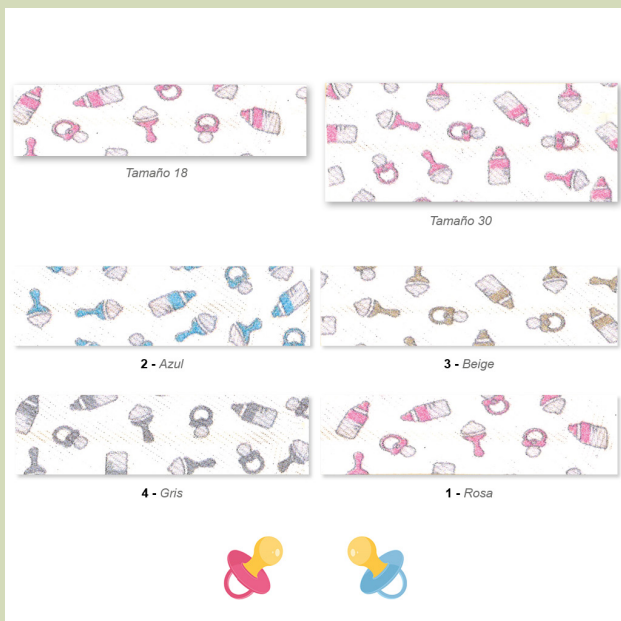 Tamaño 18
Tamaño 30
2 - Azul
3 - Beige
4 - Gris
1 - Rosa